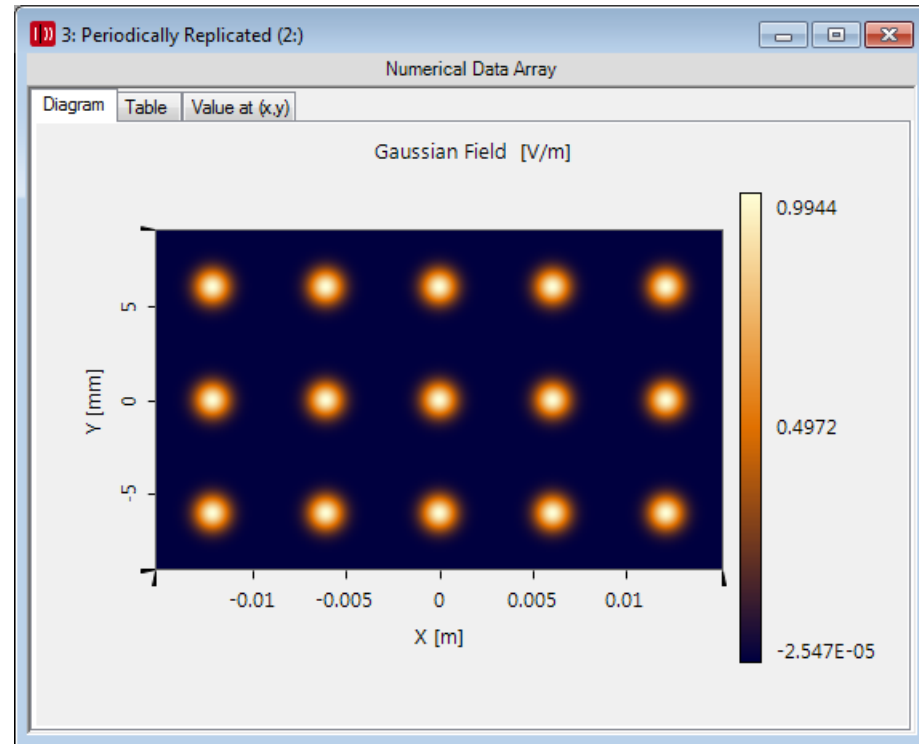 3: Periodically Replicated (2:)
Numerical Data Array
Diagram Table Value at (x,y)
Gaussian Field [V/m]
0.9944
0.4972
-2.547E-05
Y [mm]
5
0
-5
-0.01 -0.005 0 0.005 0.01
X [m]